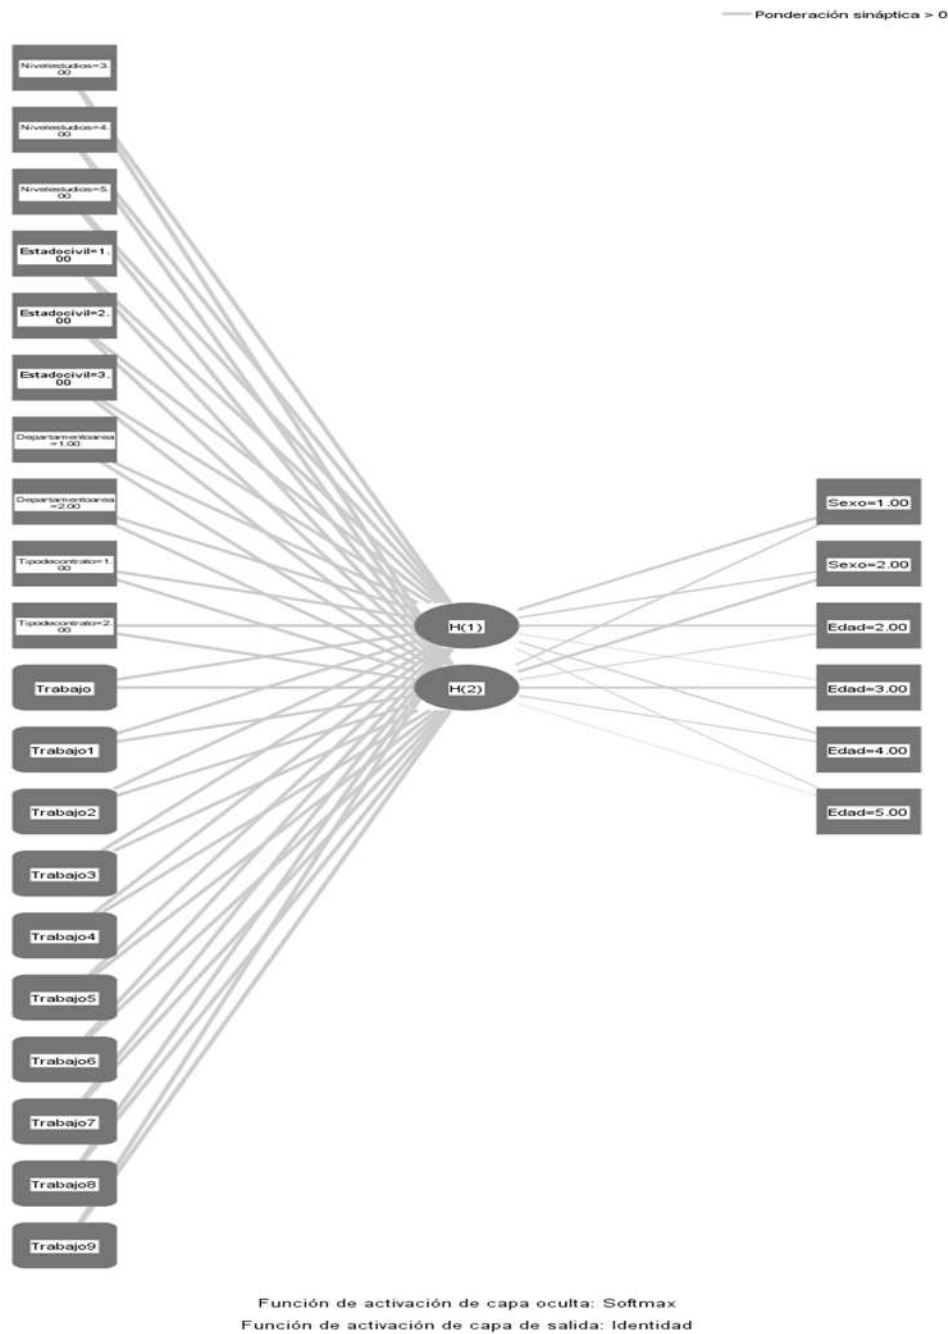 Ponderación sináptica > 0
Nivelestudios=3.
00
Nivelestudios=4.
00
Nivelestudios=5.
00
Estadocivil=1.
00
Estadocivil=2.
00
Estadocivil=3.
00
Departamentoarea
=1.00
Departamentoarea
=2.00
Tipodecontrato=1.
00
Tipodecontrato=2.
00
Trabajo
Trabajo1
Trabajo2
Trabajo3
Trabajo4
Trabajo5
Trabajo6
Trabajo7
Trabajo8
Trabajo9
H(1)
H(2)
Sexo=1.00
Sexo=2.00
Edad=2.00
Edad=3.00
Edad=4.00
Edad=5.00
Función de activación de capa oculta: Softmax
Función de activación de capa de salida: Identidad